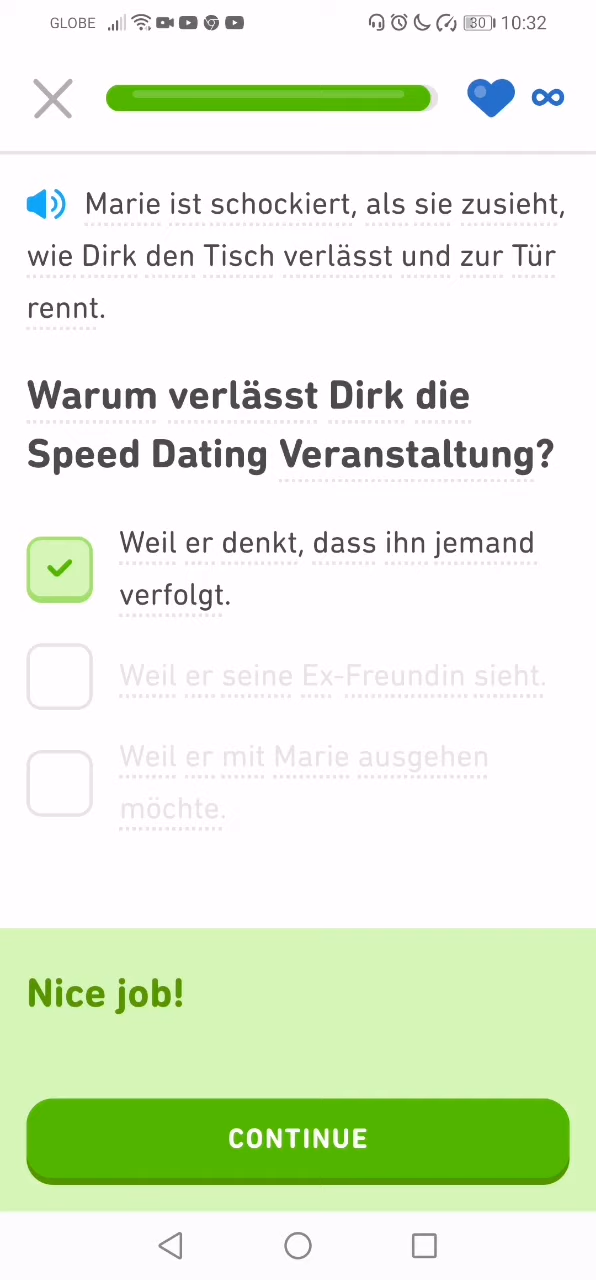 GLOBE 80 10:32
Marie ist schockiert, als sie zusieht,
wie Dirk den Tisch verlässt und zur Tür
rennt.
Warum verlässt Dirk die
Speed Dating Veranstaltung?
Weil er denkt, dass ihn jemand
verfolgt.
Weil er seine Ex-Freundin sieht.
Weil er mit Marie ausgehen
möchte.
Nice job!
CONTINUE